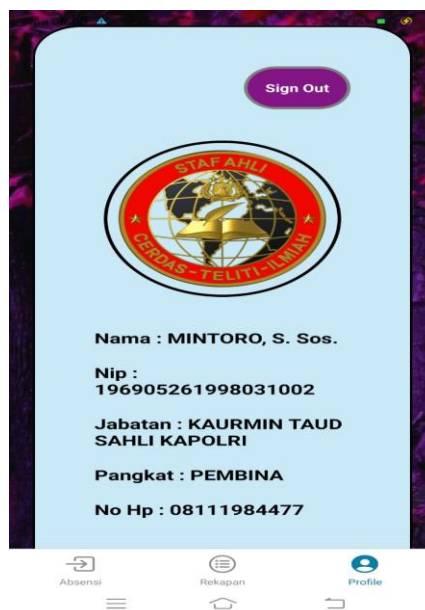 Sign Out
STAF AHLI
CERDAS-TELITI-ILMIAH
Nama : MINTORO, S. Sos.
Nip :
196905261998031002
Jabatan : KAURMIN TAUD
SAHLI KAPOLRI
Pangkat : PEMBINA
No Hp : 08111984477
Absensi
Rekapan
Profile